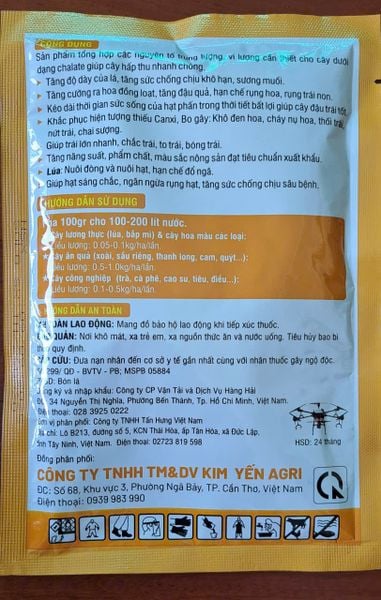 CÔNG DỤNG
Sản phẩm tổng hợp các nguyên tố trung lượng, vi lượng cần thiết cho cây dưới
dạng chalate giúp cây hấp thu nhanh chóng.
- Tăng độ dày của lá, tăng sức chống chịu khô hạn, sương muối.
- Tăng cường ra hoa đồng loạt, tăng đậu quả, hạn chế rụng hoa, rụng trái non.
- Kéo dài thời gian sức sống của hạt phấn trong thời tiết bất lợi giúp cây đậu trái tốt.
- Khắc phục hiện tượng thiếu Canxi, Bo gây: Khô đen hoa, cháy nụ hoa, thối trái,
nứt trái, chai sượng.
- Giúp trái lớn nhanh, chắc trái, to trái, bóng trái.
- Tăng năng suất, phẩm chất, màu sắc nông sản đạt tiêu chuẩn xuất khẩu.
- Lúa: Nuôi đòng và nuôi hạt, hạn chế đổ ngã.
Giúp hạt sáng chắc, ngăn ngừa rụng hạt, tăng sức chống chịu sâu bệnh.
HƯỚNG DẪN SỬ DỤNG
100gr cho 100-200 lít nước.
Cây lương thực (lúa, bắp mì) & cây hoa màu các loại:
Liều lượng: 0.05-0.1kg/ha/lần.
Cây ăn quả (xoài, sầu riêng, thanh long, cam, quýt...):
Liều lượng: 0.5-1.0kg/ha/lần.
Cây công nghiệp (trà, cà phê, cao su, tiêu, điều...):
Liều lượng: 0.1-0.5kg/ha/lần.
HƯỚNG DẪN AN TOÀN
TOÀN LAO ĐỘNG: Mang đồ bảo hộ lao động khi tiếp xúc thuốc.
QUẢN: Nơi khô mát, xa trẻ em, xa nguồn thức ăn và nước uống. Tiêu hủy bao bì
theo quy định.
CẤP CỨU: Đưa nạn nhân đến cơ sở y tế gần nhất cùng với nhãn thuốc gây ngộ độc.
299/ QĐ - BVTV - PB; MSPB 05884
HSD: Bón lá
Đăng ký và nhập khẩu: Công ty CP Vận Tải và Dịch Vụ Hàng Hải
34 Nguyễn Thị Nghĩa, Phường Bến Thành, Tp. Hồ Chí Minh, Việt Nam.
Điện thoại: 028 3925 0222
Đơn vị phân phối: Công ty TNHH Tấn Hưng Việt Nam
Địa chỉ: Lô B213, đường số 5, KCN Thái Hòa, ấp Tân Hòa, xã Đức Lập,
tỉnh Tây Ninh, Việt Nam. Điện thoại: 02723 819 598
HSD: 24 tháng
Đồng phân phối:
CÔNG TY TNHH TM&DV KIM YẾN AGRI
ĐC: Số 68, Khu vực 3, Phường Ngã Bảy, TP. Cần Thơ, Việt Nam
Điện thoại: 0939 983 990